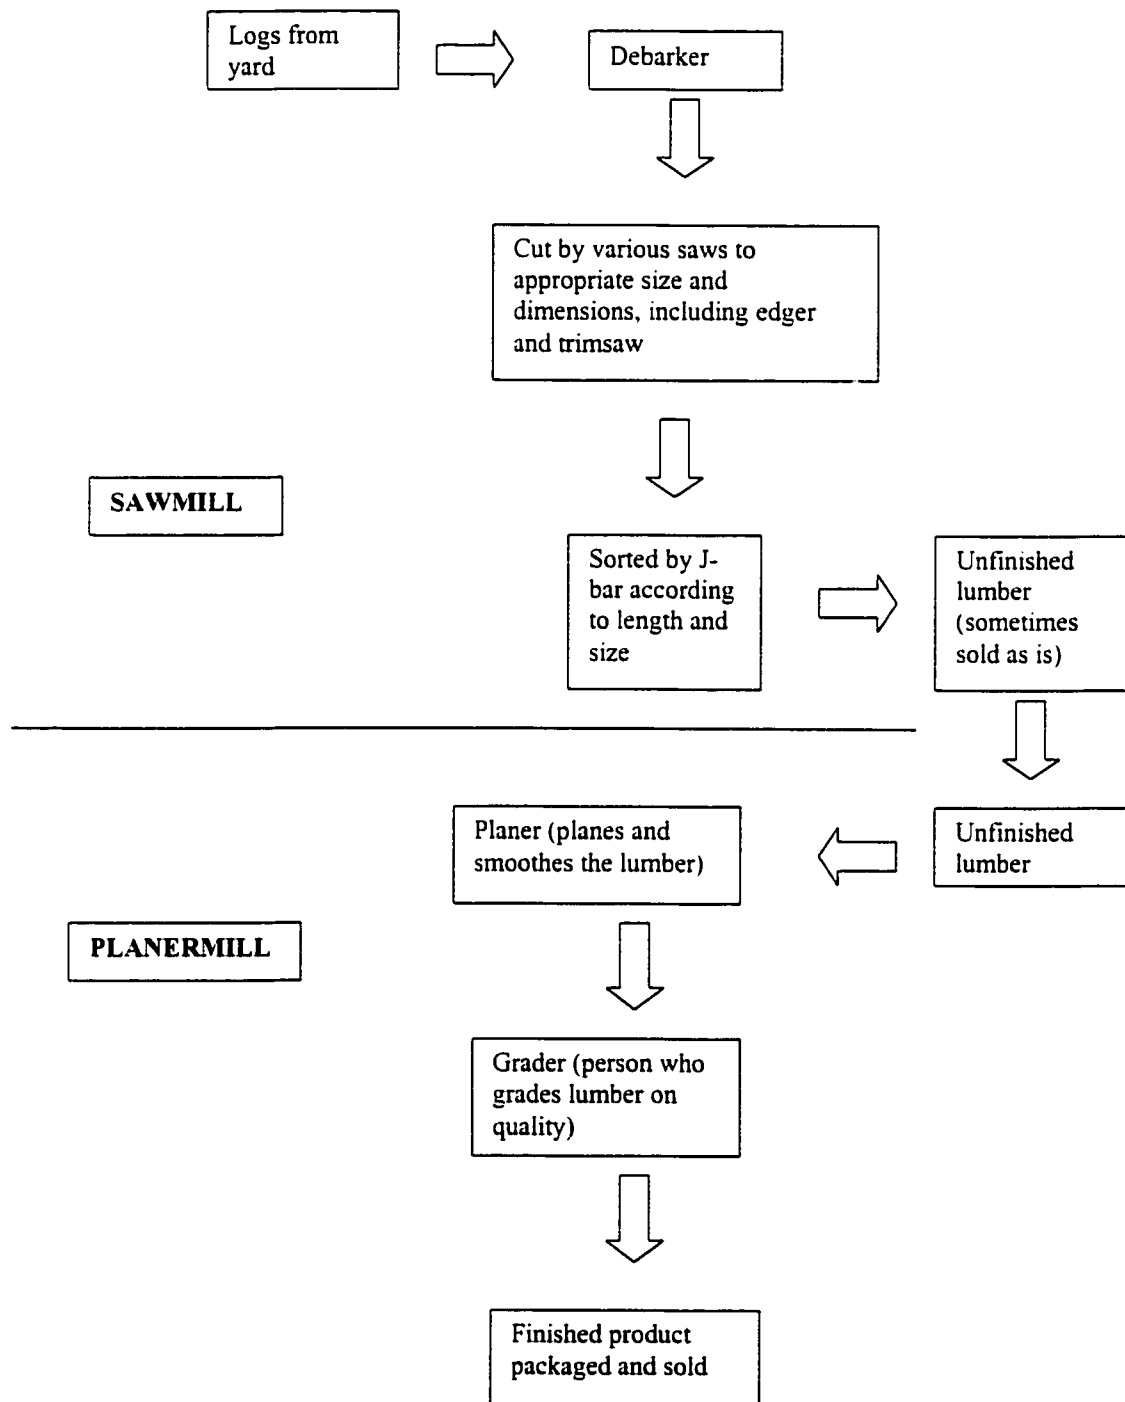 Logs from
yard
Debarker
Cut by various saws to
appropriate size and
dimensions, including edger
and trimsaw
SAWMILL
Sorted by J-
bar according
to length and
size
Unfinished
lumber
(sometimes
sold as is)
Planer (planes and
smoothes the lumber)
Unfinished
lumber
PLANERMILL
Grader (person who
grades lumber on
quality)
Finished product
packaged and sold